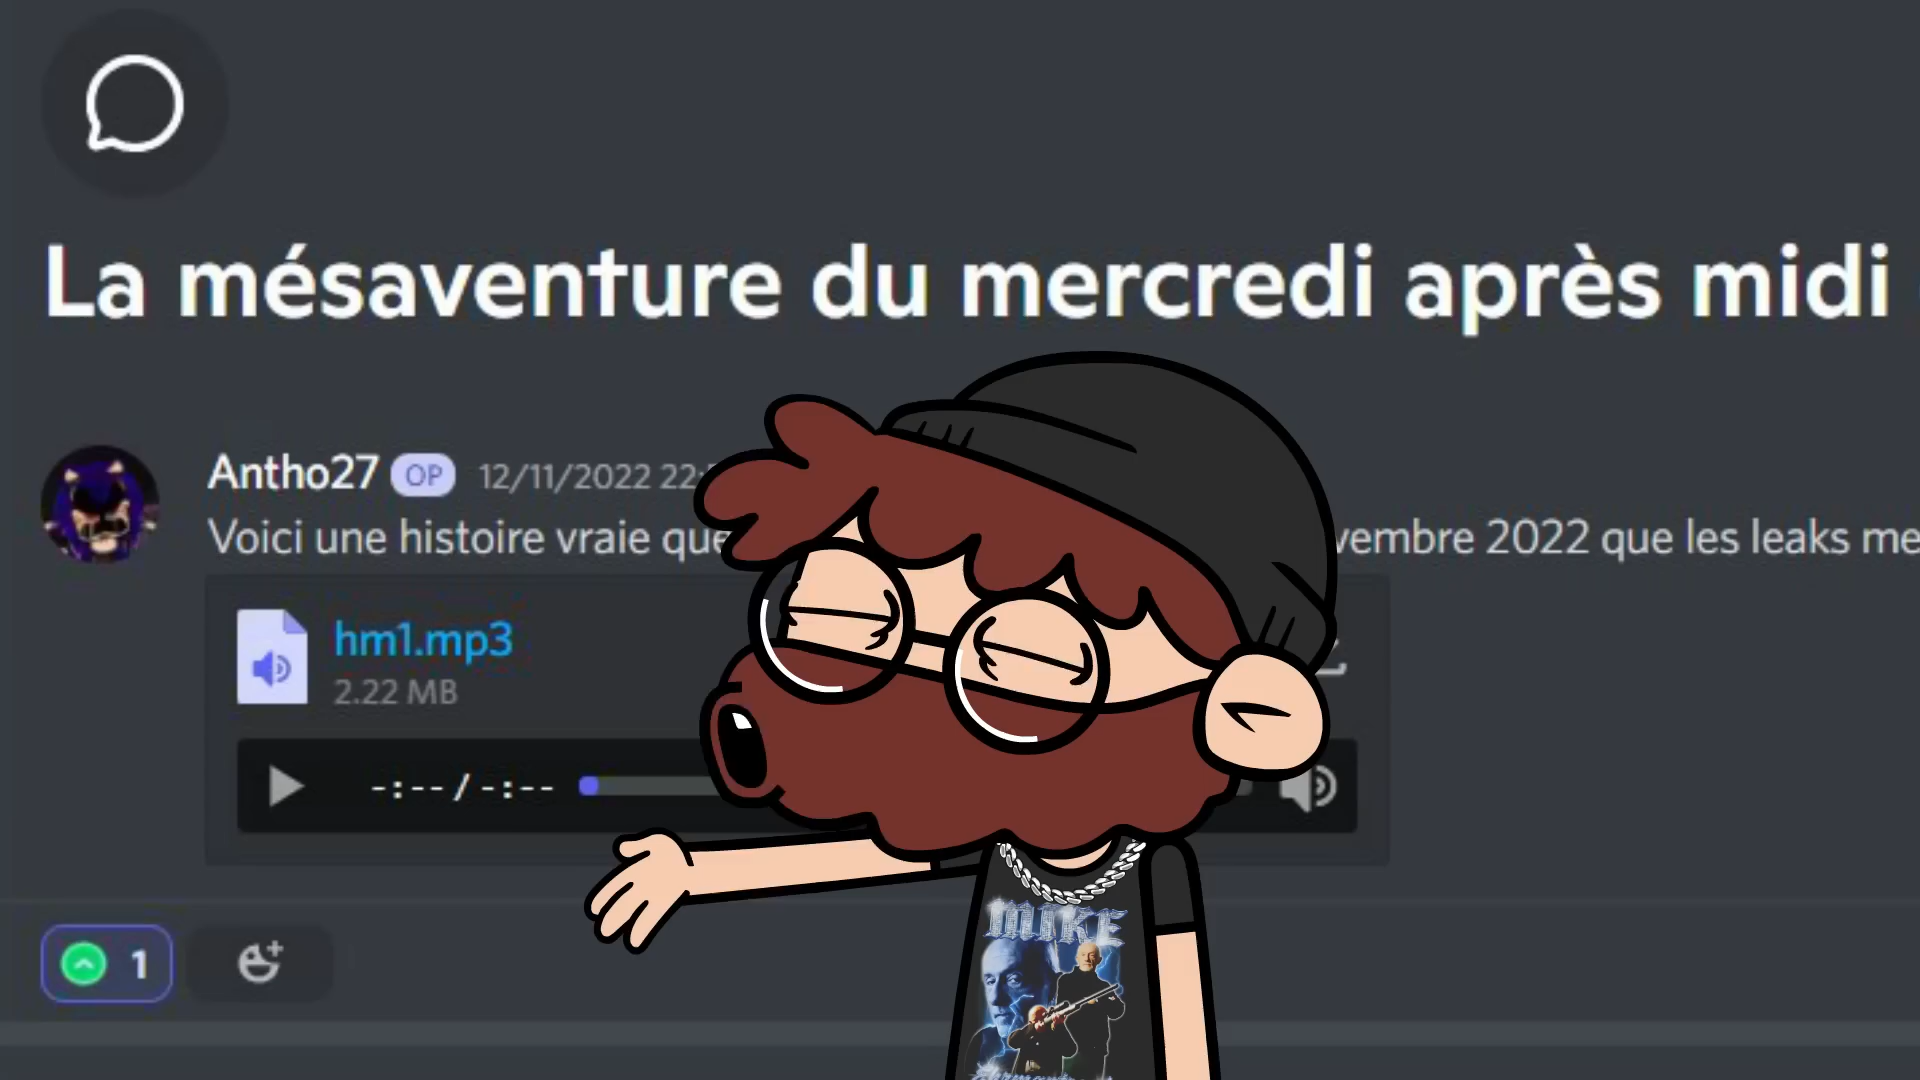 La mésaventure du mercredi après midi
Antho27 OP 12/11/2022 22:
Voici une histoire vraie que vembre 2022 que les leaks me
hm1.mp3
2.22 MB
-:-- / -:--
1
MIKE